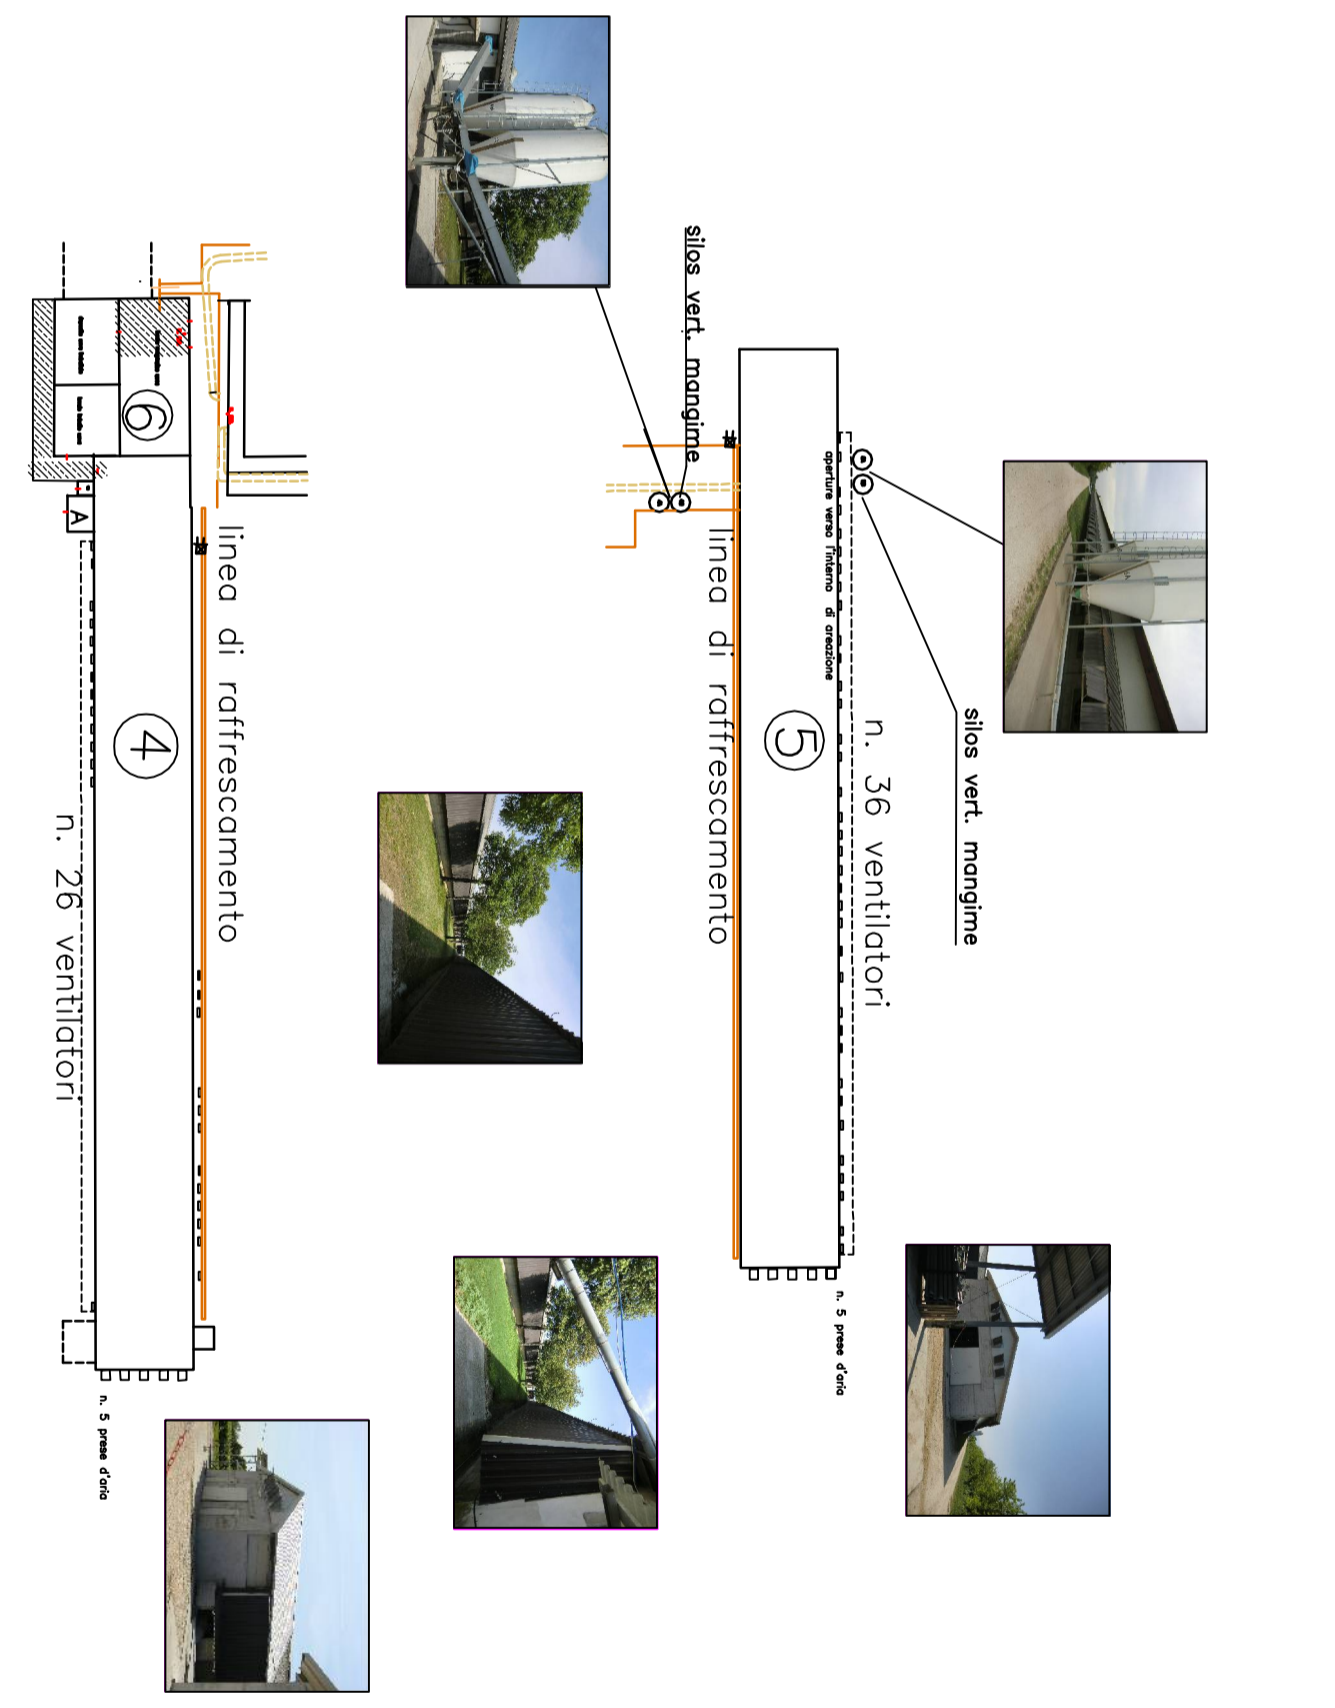 silos vert. mangime
silos vert. mangime
n. 36 ventilatori
aperture verso l'interno di areazione
5
n. 5 prese d'aria
linea di raffrescamento
linea di raffrescamento
6
A
4
n. 26 ventilatori
n. 5 prese d'aria